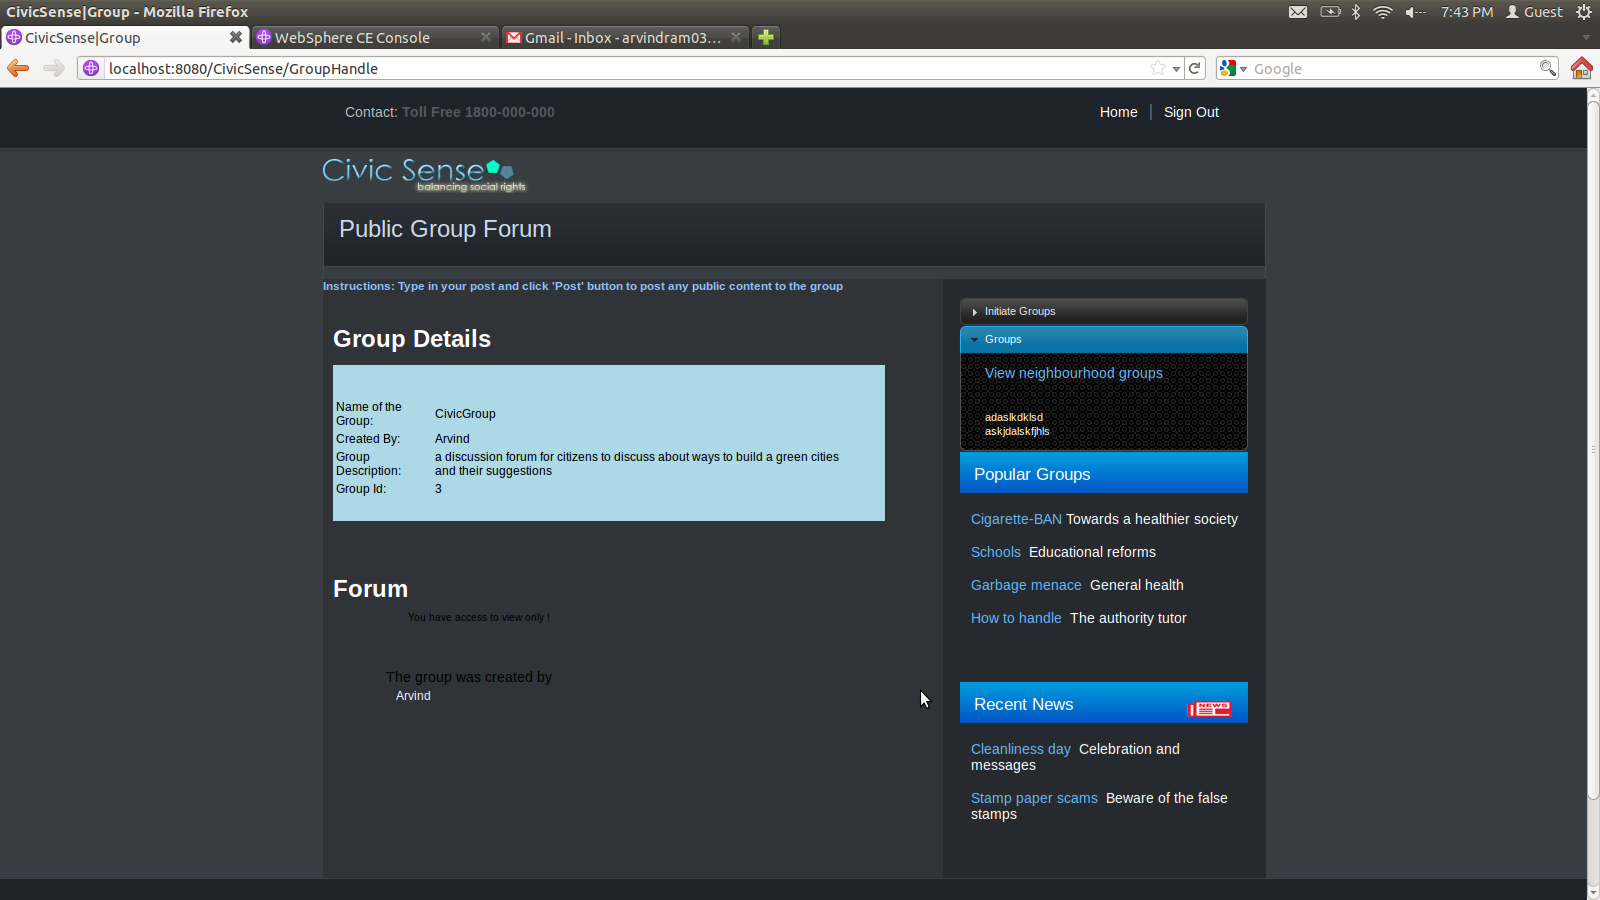 CivicSense|Group - Mozilla Firefox
7:43 PM Guest
CivicSense|Group
WebSphere CE Console
Gmail - Inbox - arvindram03...
localhost:8080/CivicSense/GroupHandle
Google
Contact: Toll Free 1800-000-000
Home | Sign Out
Civic Sense
balancing social rights
Public Group Forum
Instructions: Type in your post and click 'Post' button to post any public content to the group
Group Details
Name of the
Group:
CivicGroup
Created By: Arvind
Group
Description:
a discussion forum for citizens to discuss about ways to build a green cities
and their suggestions
Group Id: 3
Forum
You have access to view only !
The group was created by
Arvind
Initiate Groups
Groups
View neighbourhood groups
adaslkdklsd
askjdalskfjhls
Popular Groups
Cigarette-BAN Towards a healthier society
Schools Educational reforms
Garbage menace General health
How to handle The authority tutor
Recent News
NEWS
Cleanliness day Celebration and
messages
Stamp paper scams Beware of the false
stamps